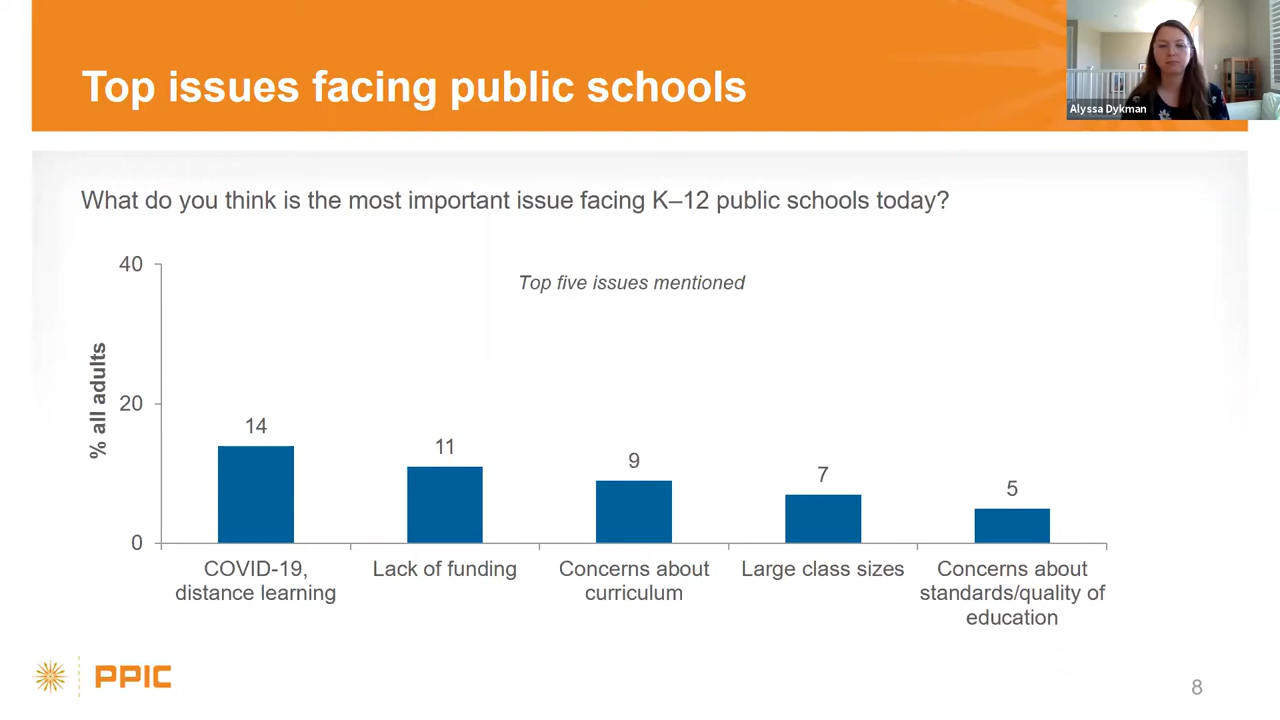 Top issues facing public schools
Alyssa Dykman
What do you think is the most important issue facing K–12 public schools today?
Top five issues mentioned
% all adults
40
20
0
14
11
9
7
5
COVID-19,
distance learning
Lack of funding
Concerns about
curriculum
Large class sizes
Concerns about
standards/quality of
education
PPIC
8